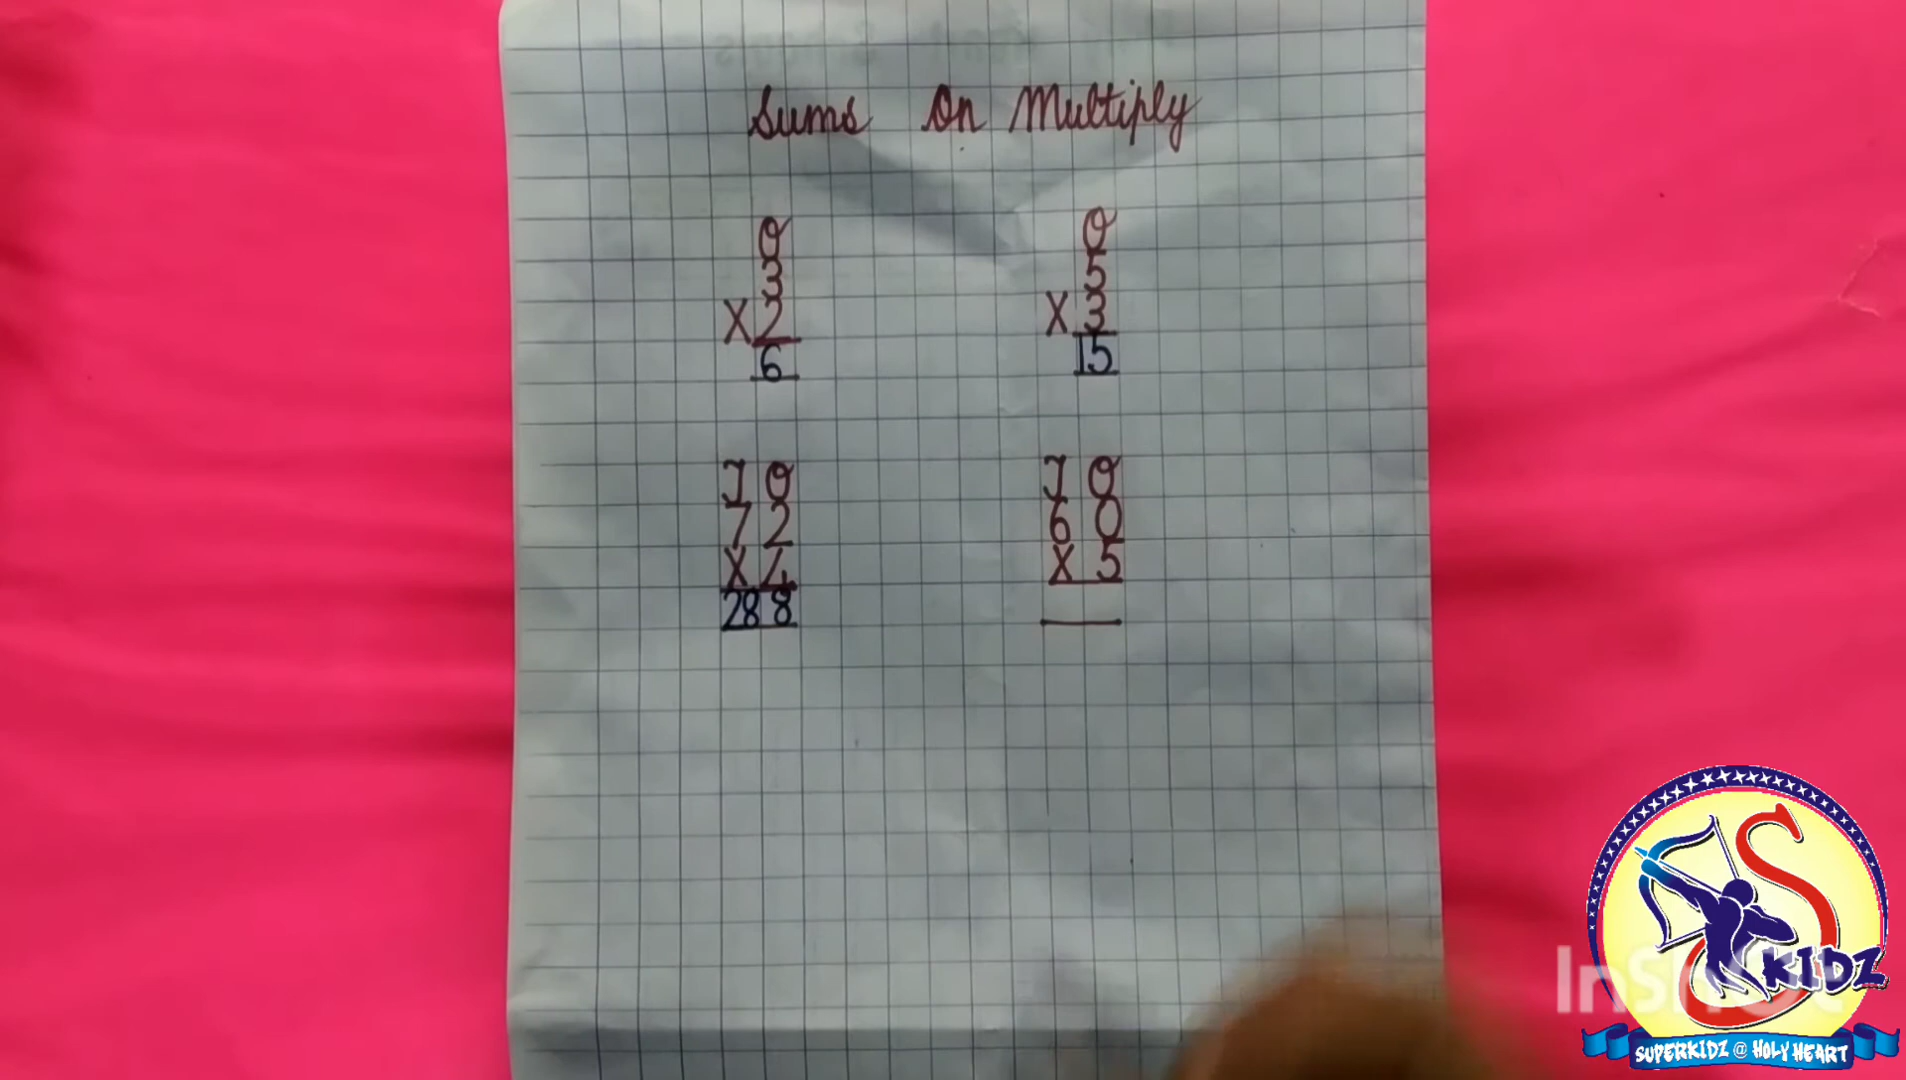 Sums On Multiply
O O
3 5
X 2 X 3
6 15
T O T O
7 2 6 0
X 4 X 5
28 8
InShot
KIDZ
SUPERKIDZ @ HOLY HEART